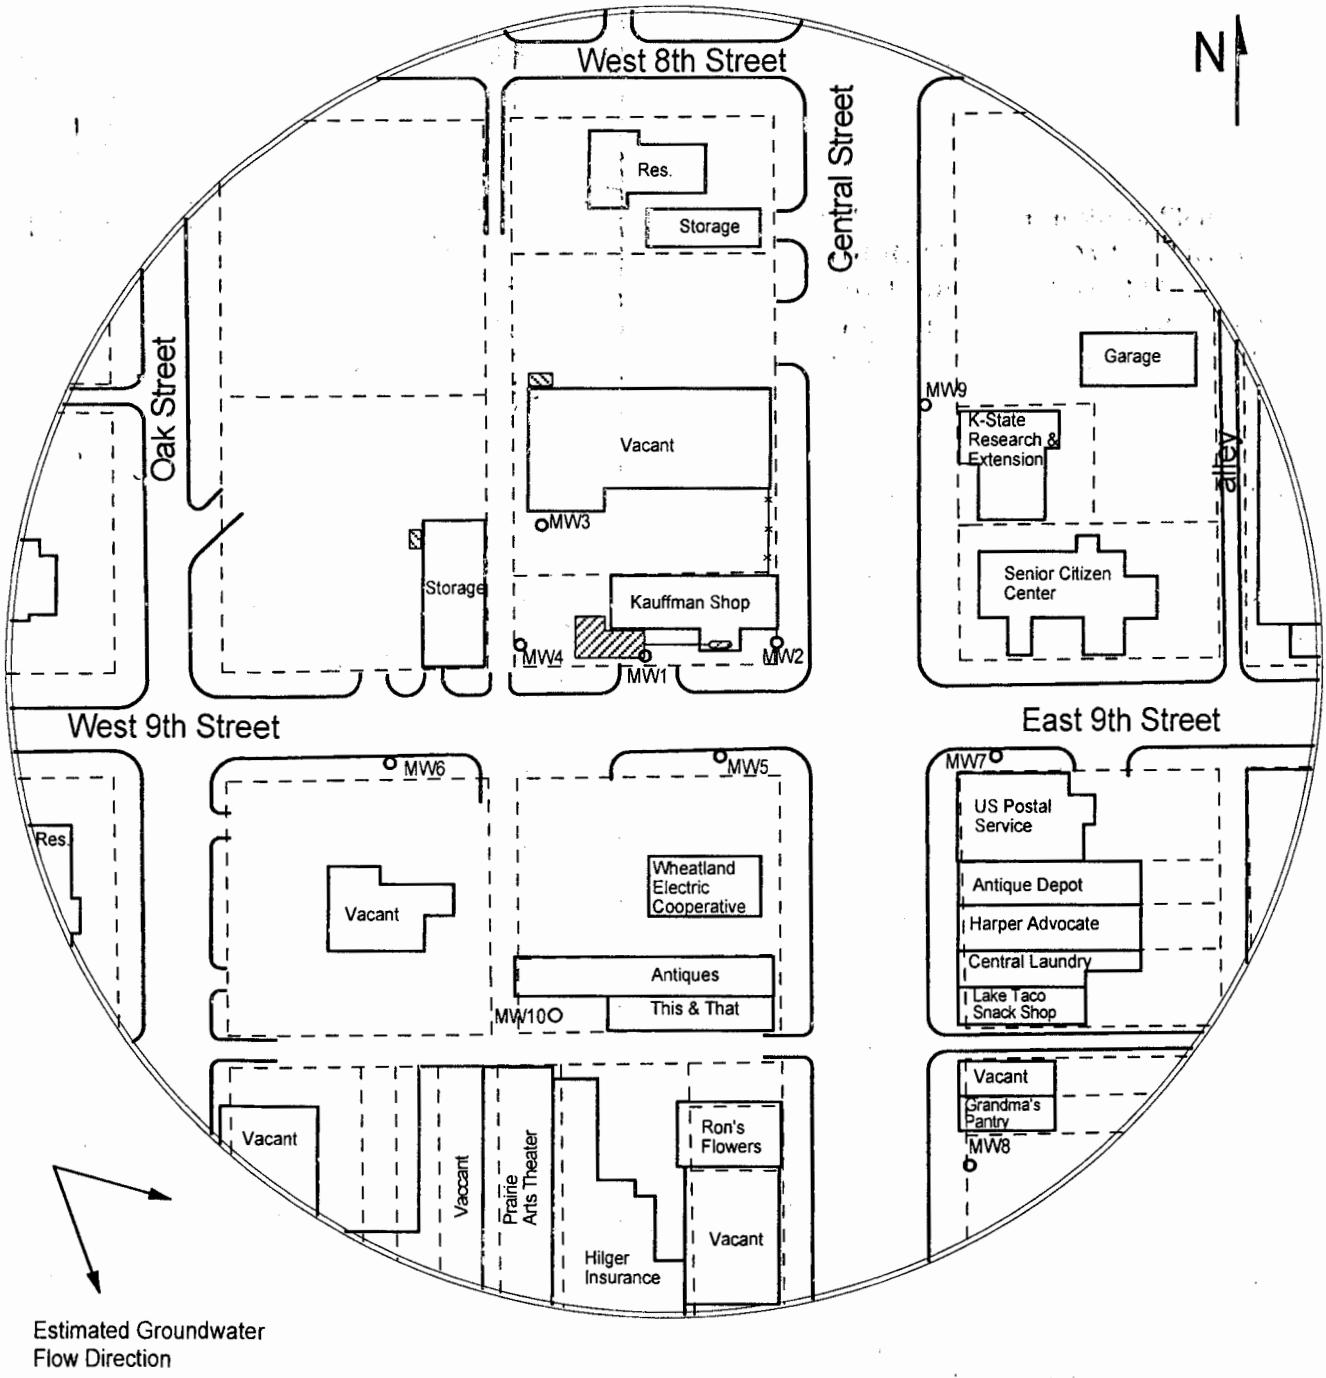 West 8th Street
N
Central Street
Res.
Storage
Oak Street
Garage
MW9
K-State
Research &
Extension
alley
Vacant
MW3
Storage
Kauffman Shop
Senior Citizen
Center
MW4
MW1
MW2
West 9th Street
East 9th Street
MW6
MW5
MW7
US Postal
Service
Res.
Vacant
Wheatland
Electric
Cooperative
Antique Depot
Harper Advocate
Central Laundry
Antiques
This & That
MW10
Lake Taco
Snack Shop
Vacant
Grandma's
Pantry
MW8
Vacant
Vaccant
Prairie
Arts Theater
Ron's
Flowers
Hilger
Insurance
Vacant
Estimated Groundwater
Flow Direction